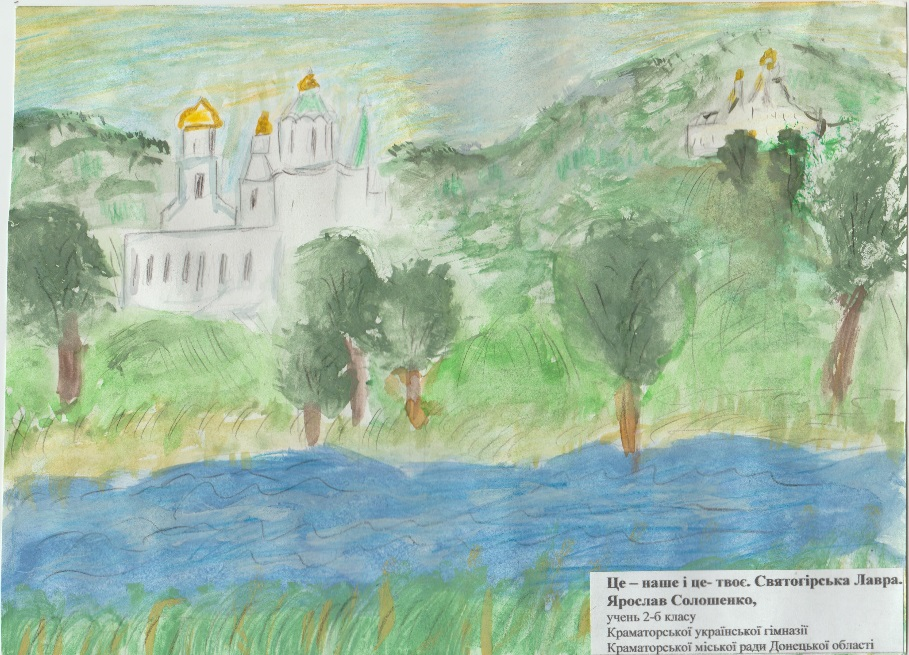 Це – наше і це- твоє. Святогірська Лавра.
Ярослав Солошенко,
учень 2-б класу
Краматорської української гімназії
Краматорської міської ради Донецької області